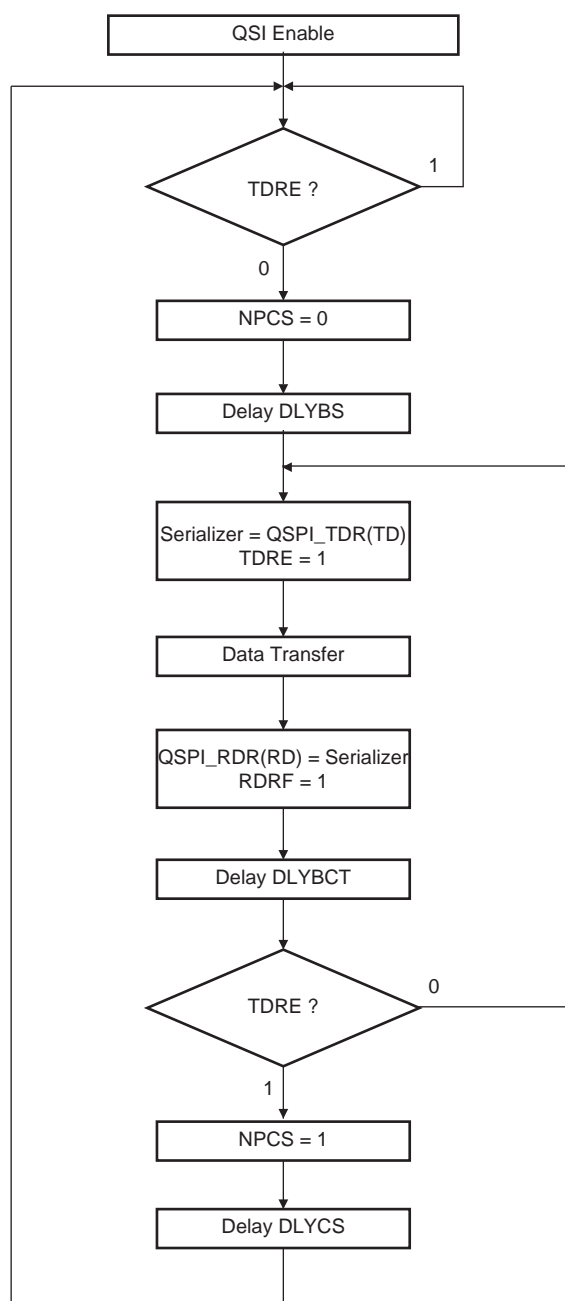 QSI Enable
1
TDRE ?
0
NPCS = 0
Delay DLYBS
Serializer = QSPI_TDR(TD)
TDRE = 1
Data Transfer
QSPI_RDR(RD) = Serializer
RDRF = 1
Delay DLYBCT
0
TDRE ?
1
NPCS = 1
Delay DLYCS